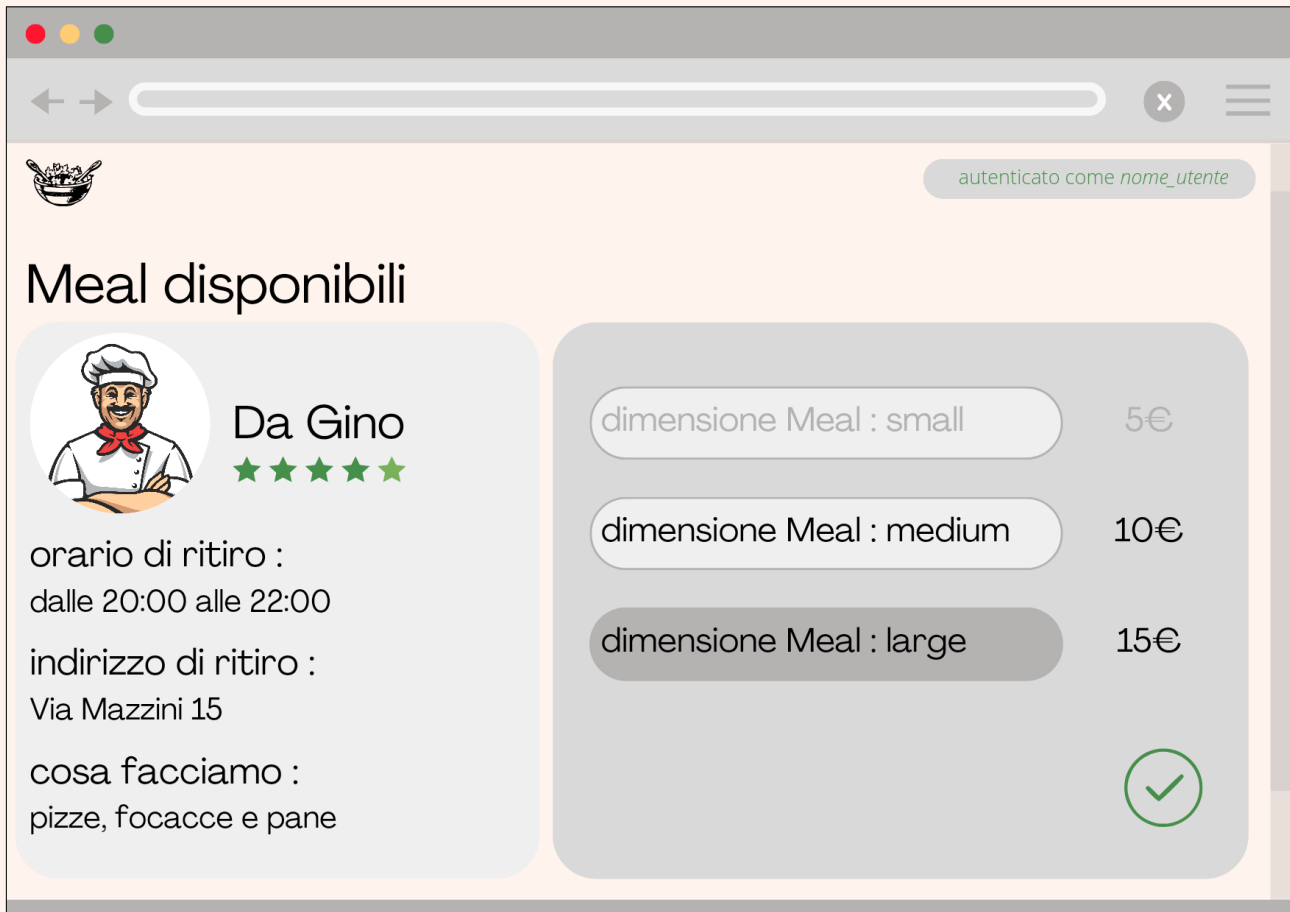 x
autenticato come nome_utente
Meal disponibili
Da Gino
orario di ritiro :
dalle 20:00 alle 22:00
indirizzo di ritiro :
Via Mazzini 15
cosa facciamo :
pizze, focacce e pane
dimensione Meal : small 5€
dimensione Meal : medium 10€
dimensione Meal : large 15€